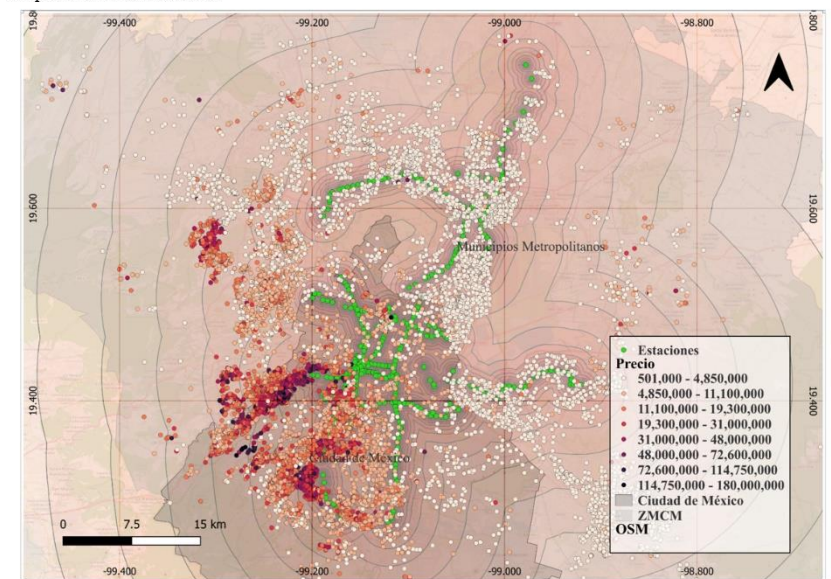 -99.400 -99.200 -99.000 -98.800
19.8
9.800
19.600 19.600
Municipios Metropolitanos
Estaciones
Precio
501,000 - 4,850,000
4,850,000 - 11,100,000
11,100,000 - 19,300,000
19,300,000 - 31,000,000
31,000,000 - 48,000,000
48,000,000 - 72,600,000
72,600,000 - 114,750,000
114,750,000 - 180,000,000
Ciudad de México
ZMCM
OSM
19.400 19.400
Ciudad de México
0 7.5 15 km
-99.400 -99.200 -99.000 -98.800